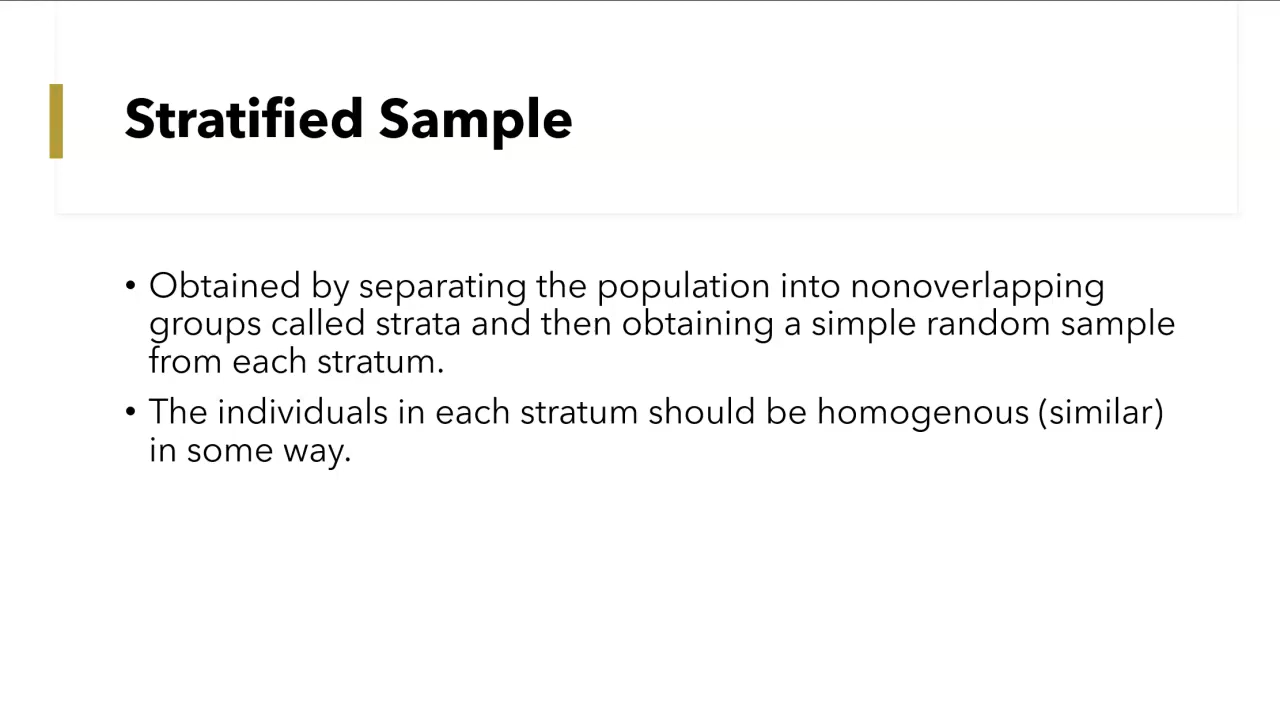 Stratified Sample
• Obtained by separating the population into nonoverlapping
groups called strata and then obtaining a simple random sample
from each stratum.
• The individuals in each stratum should be homogenous (similar)
in some way.